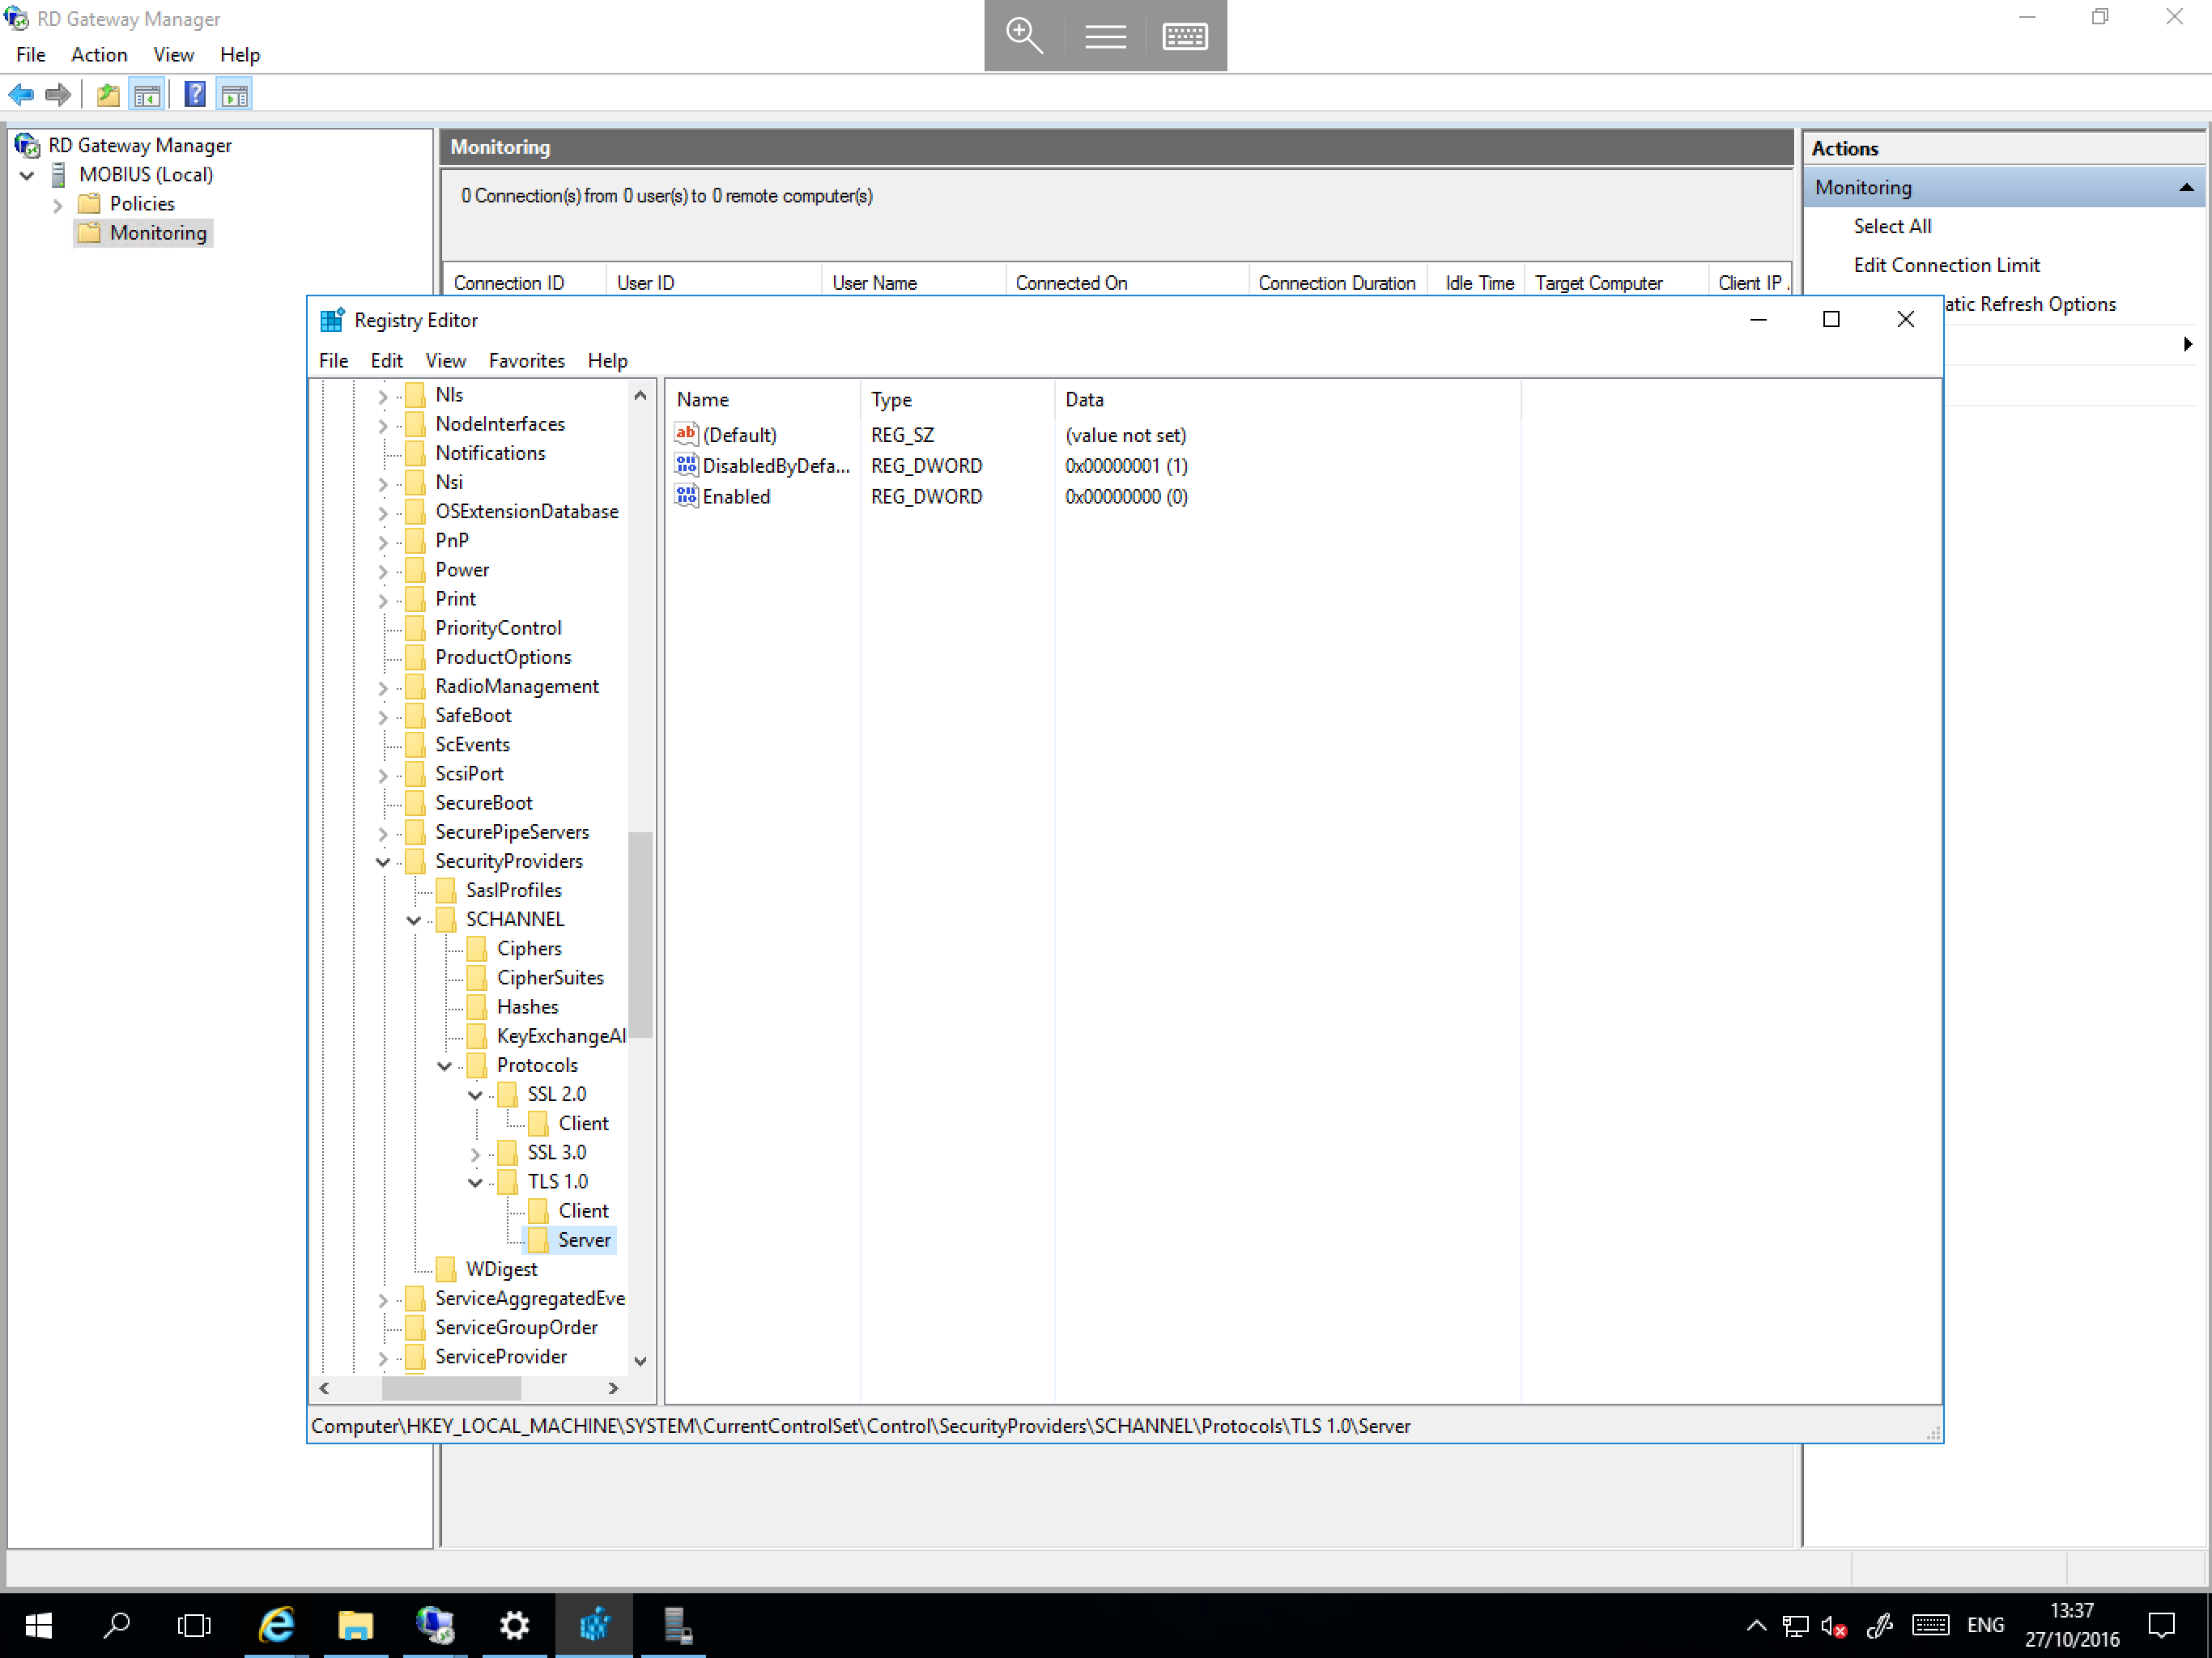 RD Gateway Manager
File Action View Help
RD Gateway Manager
MOBIUS (Local)
Policies
Monitoring
Monitoring
0 Connection(s) from 0 user(s) to 0 remote computer(s)
Connection ID User ID User Name Connected On Connection Duration Idle Time Target Computer Client IP
Actions
Monitoring
Select All
Edit Connection Limit
atic Refresh Options
Registry Editor
File Edit View Favorites Help
Nls
NodeInterfaces
Notifications
Nsi
OSExtensionDatabase
PnP
Power
Print
PriorityControl
ProductOptions
RadioManagement
SafeBoot
ScEvents
ScsiPort
SecureBoot
SecurePipeServers
SecurityProviders
SaslProfiles
SCHANNEL
Ciphers
CipherSuites
Hashes
KeyExchangeAl
Protocols
SSL 2.0
Client
SSL 3.0
TLS 1.0
Client
Server
WDigest
ServiceAggregatedEve
ServiceGroupOrder
ServiceProvider
Name Type Data
(Default) REG_SZ (value not set)
DisabledByDefa... REG_DWORD 0x00000001 (1)
Enabled REG_DWORD 0x00000000 (0)
Computer\HKEY_LOCAL_MACHINE\SYSTEM\CurrentControlSet\Control\SecurityProviders\SCHANNEL\Protocols\TLS 1.0\Server
ENG
13:37
27/10/2016